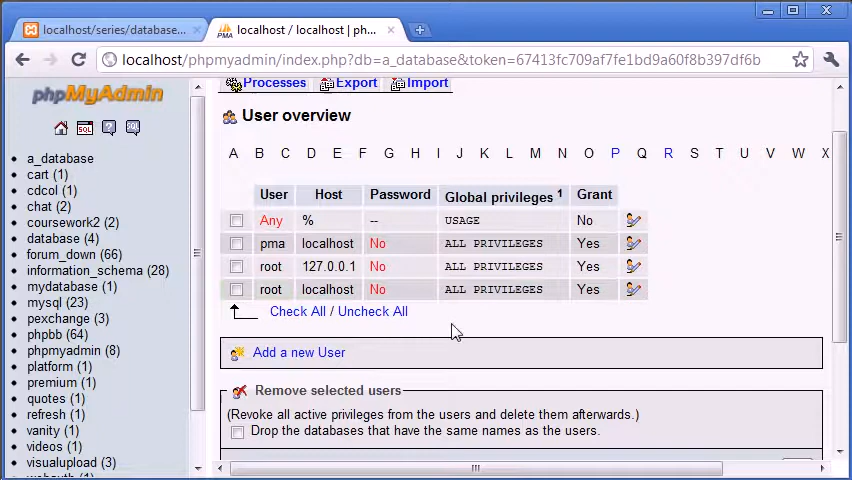 localhost/series/database...
localhost / localhost | ph...
localhost/phpmyadmin/index.php?db=a_database&token=67413fc709af7fe1bd9a60f8b397df6b
phpMyAdmin
SQL
a_database
cart (1)
cdcol (1)
chat (2)
coursework2 (2)
database (4)
forum_down (66)
information_schema (28)
mydatabase (1)
mysql (23)
pexchange (3)
phpbb (64)
phpmyadmin (8)
platform (1)
premium (1)
quotes (1)
refresh (1)
vanity (1)
videos (1)
visualupload (3)
Processes Export Import
User overview
A B C D E F G H I J K L M N O P Q R S T U V W X
User Host Password Global privileges 1 Grant
Any % -- USAGE No
pma localhost No ALL PRIVILEGES Yes
root 127.0.0.1 No ALL PRIVILEGES Yes
root localhost No ALL PRIVILEGES Yes
Check All / Uncheck All
Add a new User
Remove selected users
(Revoke all active privileges from the users and delete them afterwards.)
Drop the databases that have the same names as the users.